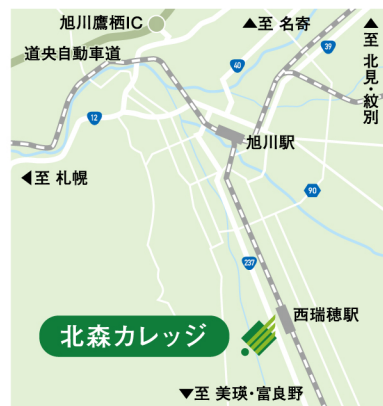 旭川鷹栖IC
▲至 名寄
▲至 北見・紋別
道央自動車道
39
40
12
旭川駅
◀至 札幌
90
237
西瑞穂駅
北森カレッジ
▼至 美瑛・富良野